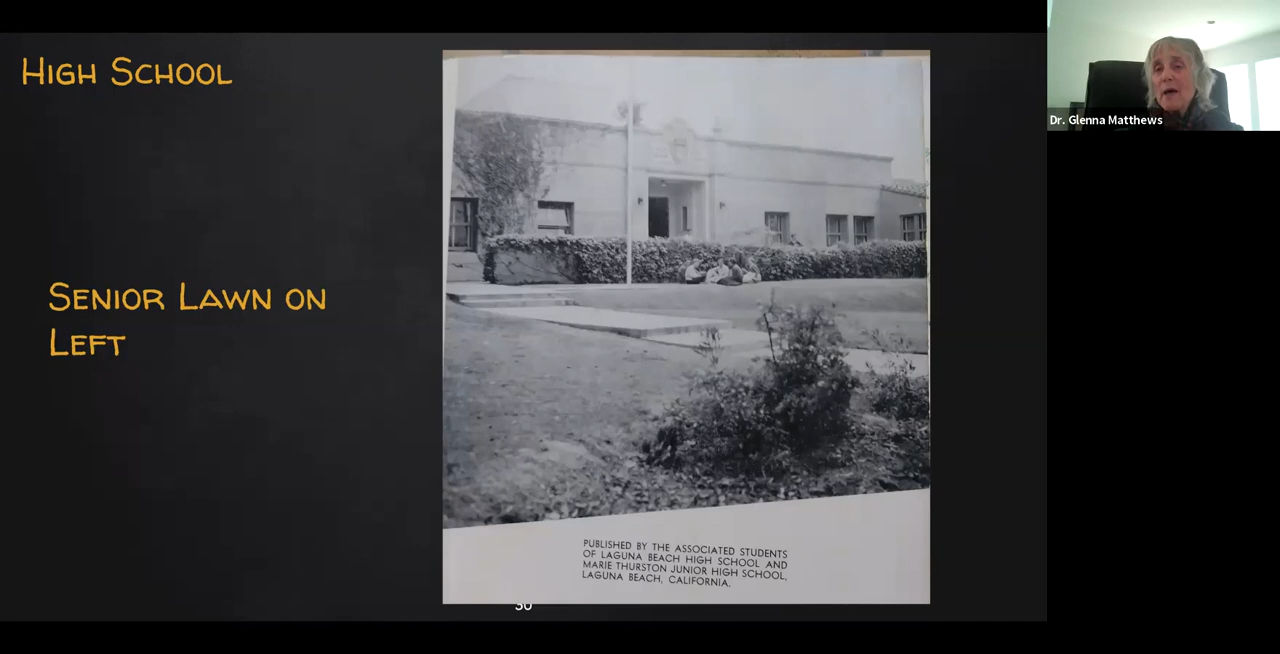 High School
Senior Lawn on
Left
PUBLISHED BY THE ASSOCIATED STUDENTS
OF LAGUNA BEACH HIGH SCHOOL AND
MARIE THURSTON JUNIOR HIGH SCHOOL,
LAGUNA BEACH, CALIFORNIA.
30
Dr. Glenna Matthews